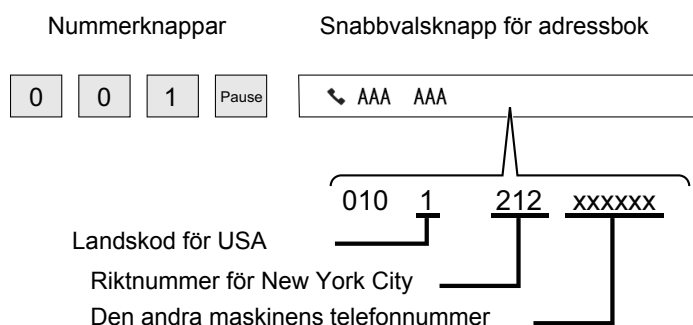 Nummerknappar Snabbvalsknapp för adressbok
0 0 1 Pause AAA AAA
010 1 212 xxxxxx
Landskod för USA
Riktnummer för New York City
Den andra maskinens telefonnummer